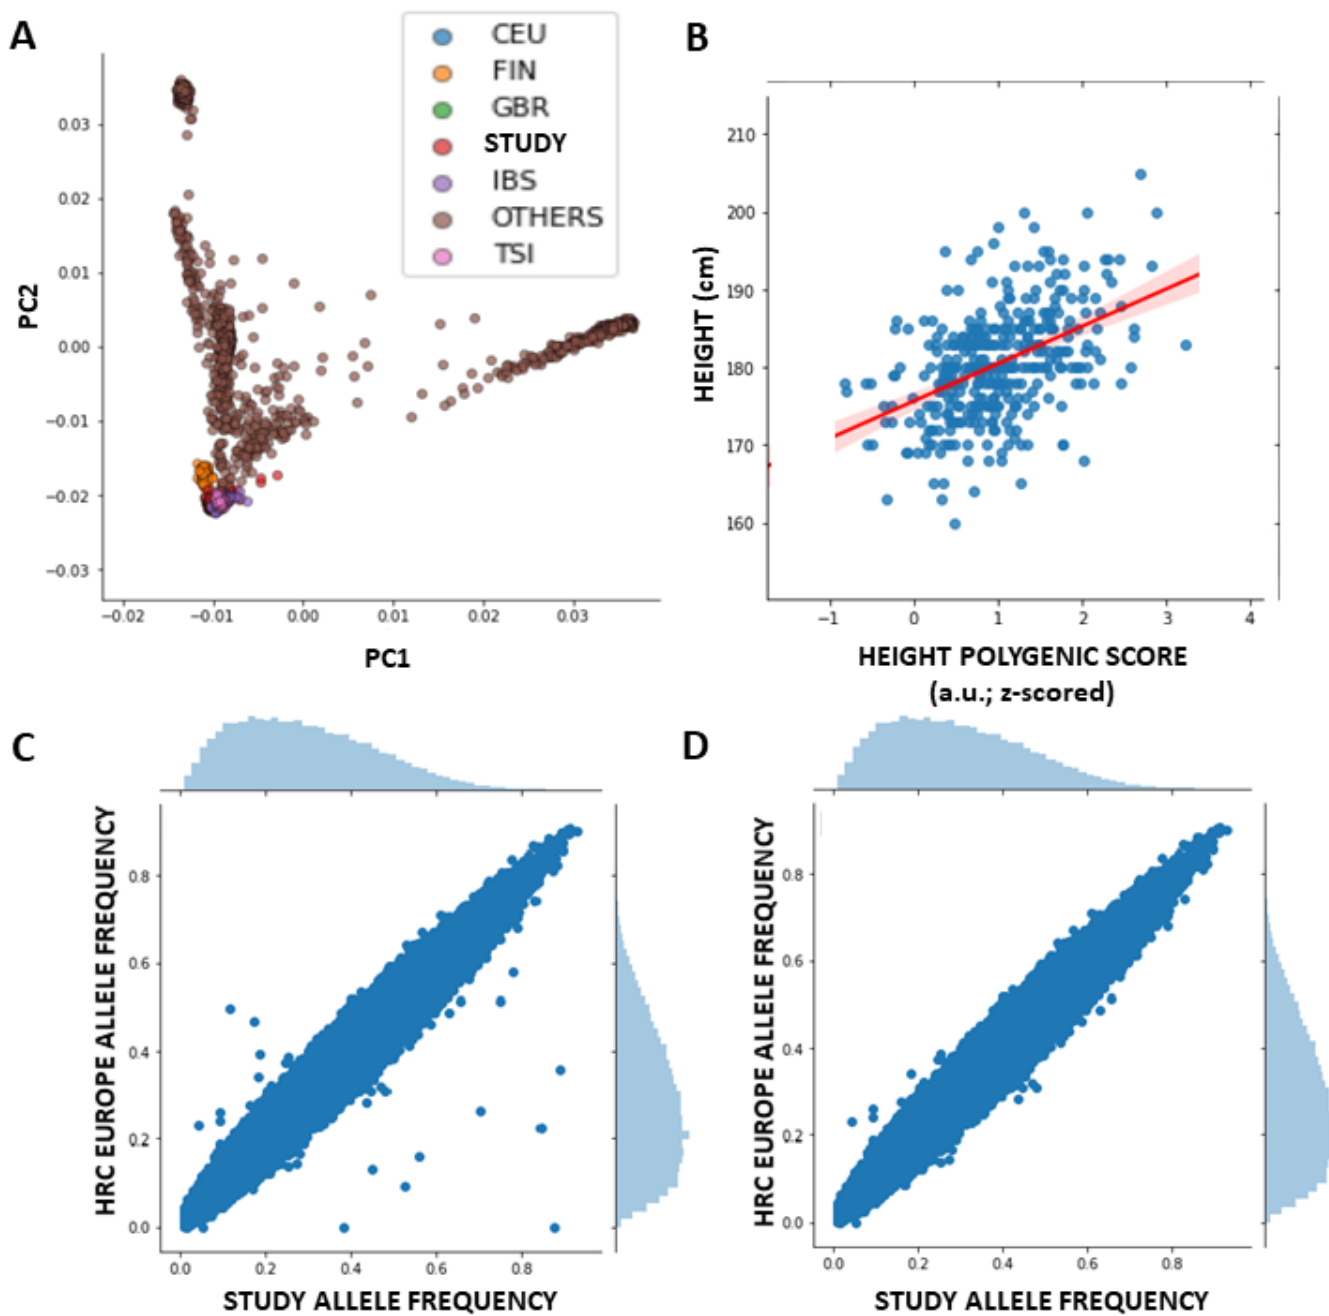 A
CEU
FIN
GBR
STUDY
IBS
OTHERS
TSI
0.03
0.02
0.01
0.00
−0.01
−0.02
−0.03
PC2
−0.02
−0.01
0.00
0.01
0.02
0.03
PC1
B
210
200
190
180
170
160
HEIGHT (cm)
−1
0
1
2
3
4
HEIGHT POLYGENIC SCORE
(a.u.; z-scored)
C
HRC EUROPE ALLELE FREQUENCY
0.8
0.6
0.4
0.2
0.0
0.0
0.2
0.4
0.6
0.8
STUDY ALLELE FREQUENCY
D
HRC EUROPE ALLELE FREQUENCY
0.8
0.6
0.4
0.2
0.0
0.0
0.2
0.4
0.6
0.8
STUDY ALLELE FREQUENCY